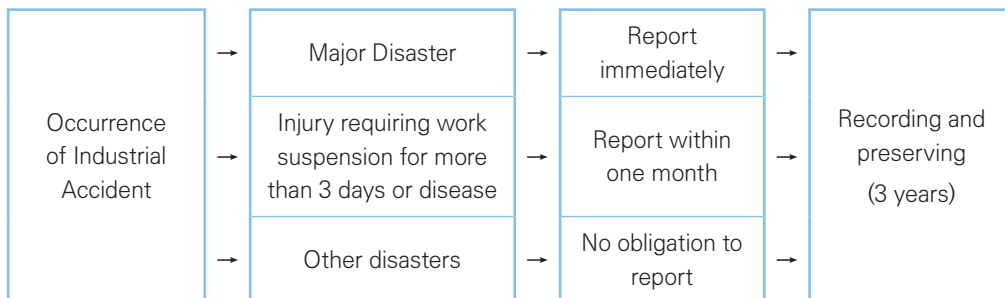 Occurrence
of Industrial
Accident
→
Major Disaster
→
Report
immediately
→
→
Injury requiring work
suspension for more
than 3 days or disease
→
Report within
one month
→
→
Other disasters
→
No obligation to
report
→
Recording and
preserving
(3 years)